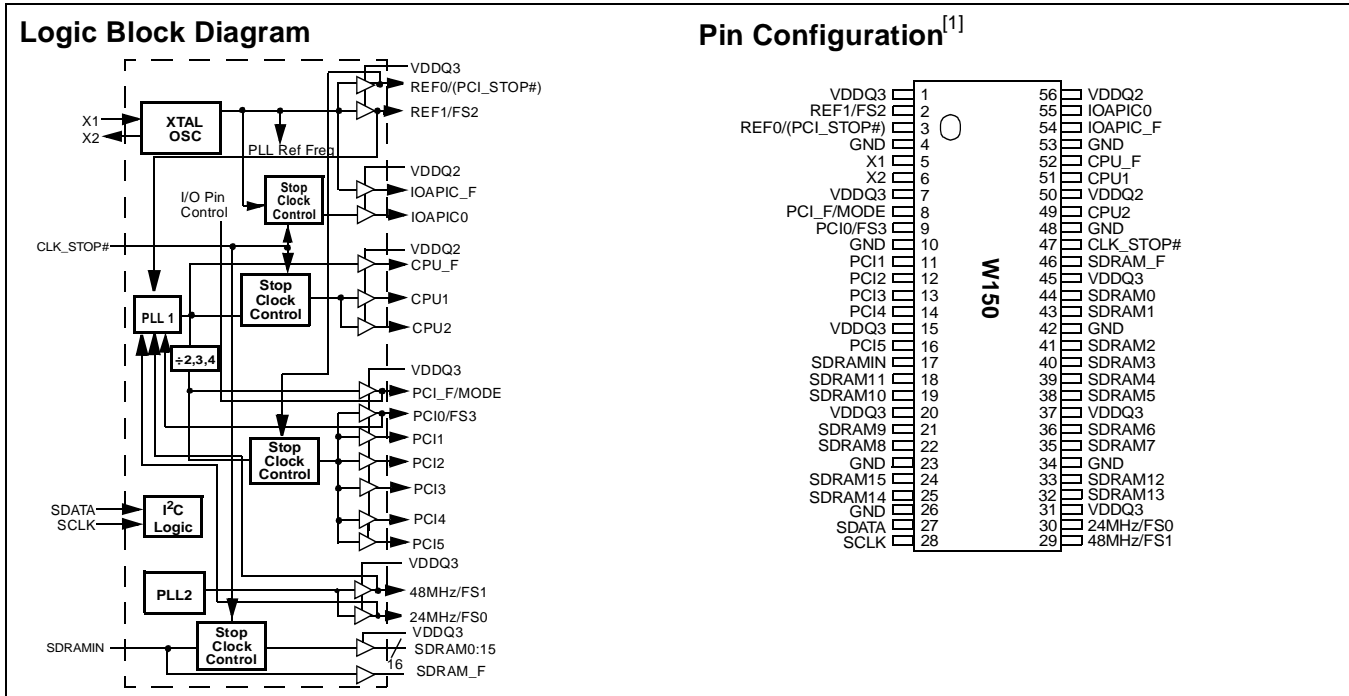 Logic Block Diagram
VDDQ3
REF0/(PCI_STOP#)
REF1/FS2
X1
X2
XTAL
OSC
PLL Ref Freq
VDDQ2
IOAPIC_F
IOAPIC0
I/O Pin
Control
Stop
Clock
Control
CLK_STOP#
VDDQ2
CPU_F
CPU1
CPU2
Stop
Clock
Control
PLL 1
÷2,3,4
VDDQ3
PCI_F/MODE
PCI0/FS3
PCI1
PCI2
PCI3
PCI4
PCI5
Stop
Clock
Control
SDATA
SCLK
I2C
Logic
VDDQ3
48MHz/FS1
24MHz/FS0
PLL2
Stop
Clock
Control
SDRAMIN
VDDQ3
SDRAM0:15
16
SDRAM_F
Pin Configuration[1]
W150
VDDQ3 1
REF1/FS2 2
REF0/(PCI_STOP#) 3
GND 4
X1 5
X2 6
VDDQ3 7
PCI_F/MODE 8
PCI0/FS3 9
GND 10
PCI1 11
PCI2 12
PCI3 13
PCI4 14
VDDQ3 15
PCI5 16
SDRAMIN 17
SDRAM11 18
SDRAM10 19
VDDQ3 20
SDRAM9 21
SDRAM8 22
GND 23
SDRAM15 24
SDRAM14 25
GND 26
SDATA 27
SCLK 28
56 VDDQ2
55 IOAPIC0
54 IOAPIC_F
53 GND
52 CPU_F
51 CPU1
50 VDDQ2
49 CPU2
48 GND
47 CLK_STOP#
46 SDRAM_F
45 VDDQ3
44 SDRAM0
43 SDRAM1
42 GND
41 SDRAM2
40 SDRAM3
39 SDRAM4
38 SDRAM5
37 VDDQ3
36 SDRAM6
35 SDRAM7
34 GND
33 SDRAM12
32 SDRAM13
31 VDDQ3
30 24MHz/FS0
29 48MHz/FS1